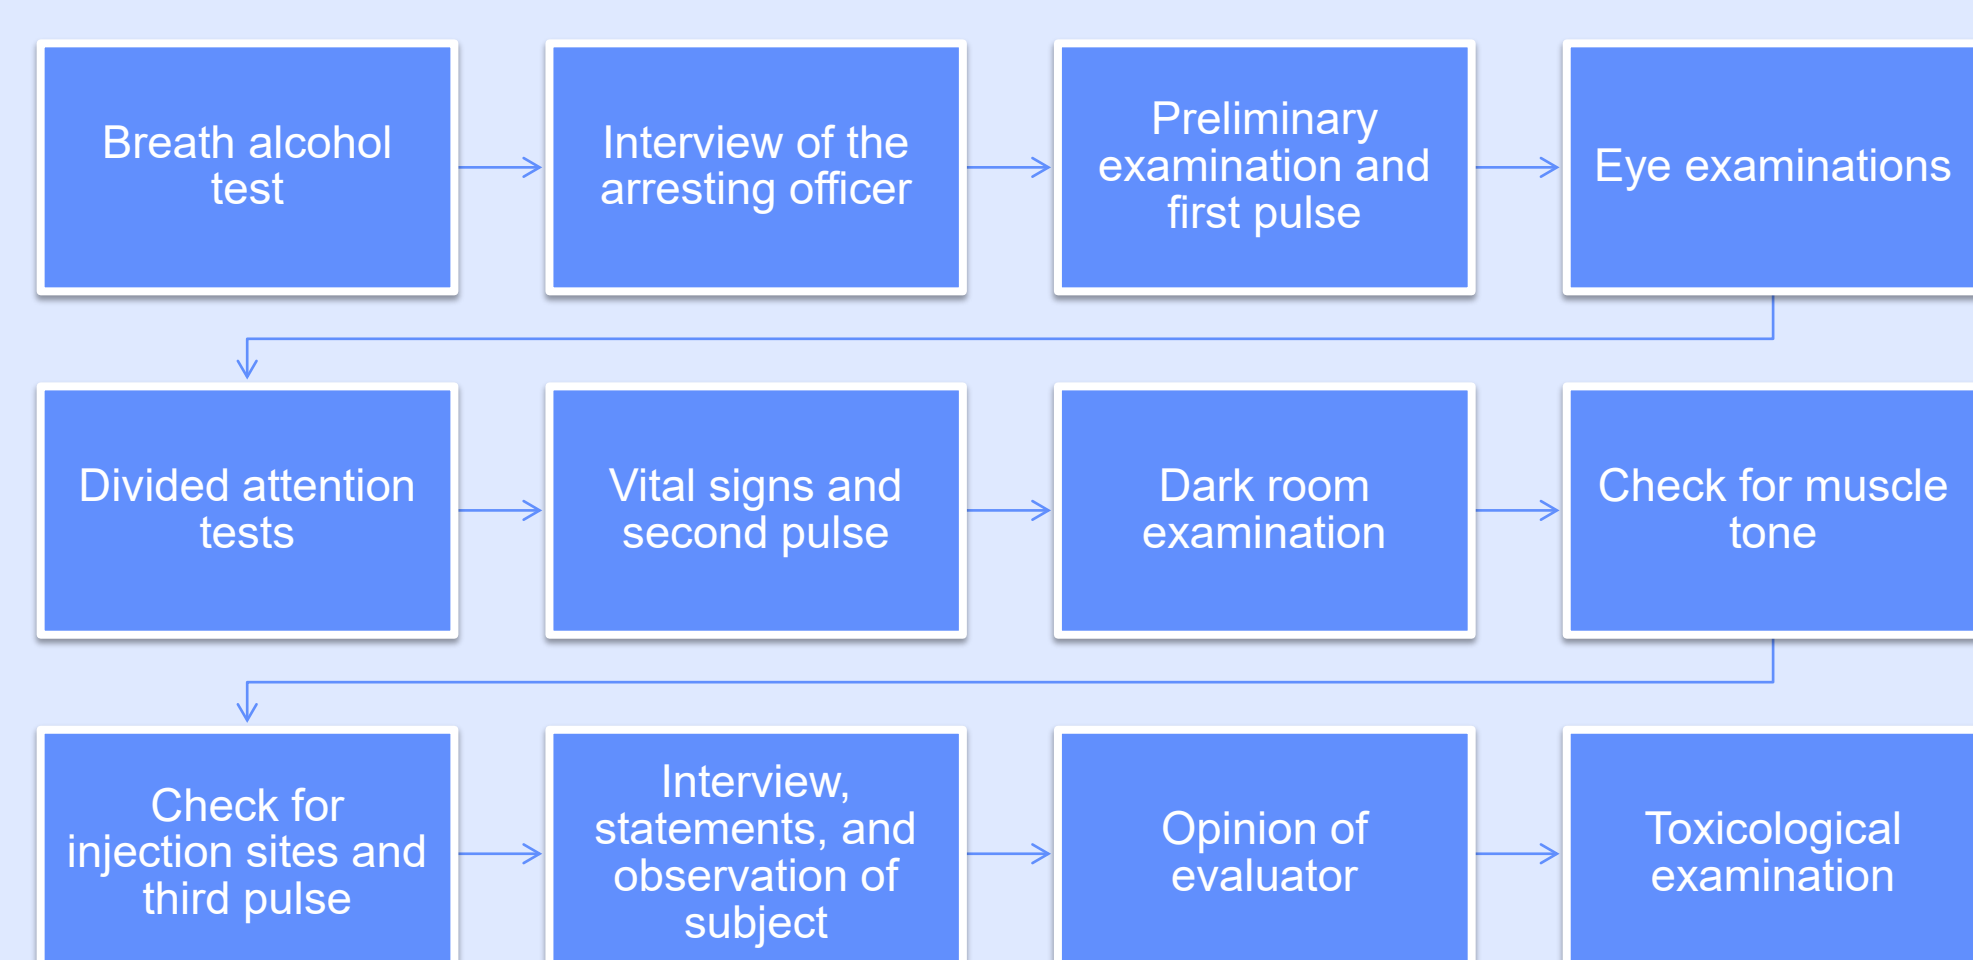 Breath alcohol
test
Interview of the
arresting officer
Preliminary
examination and
first pulse
Eye examinations
Divided attention
tests
Vital signs and
second pulse
Dark room
examination
Check for muscle
tone
Check for
injection sites and
third pulse
Interview,
statements, and
observation of
subject
Opinion of
evaluator
Toxicological
examination